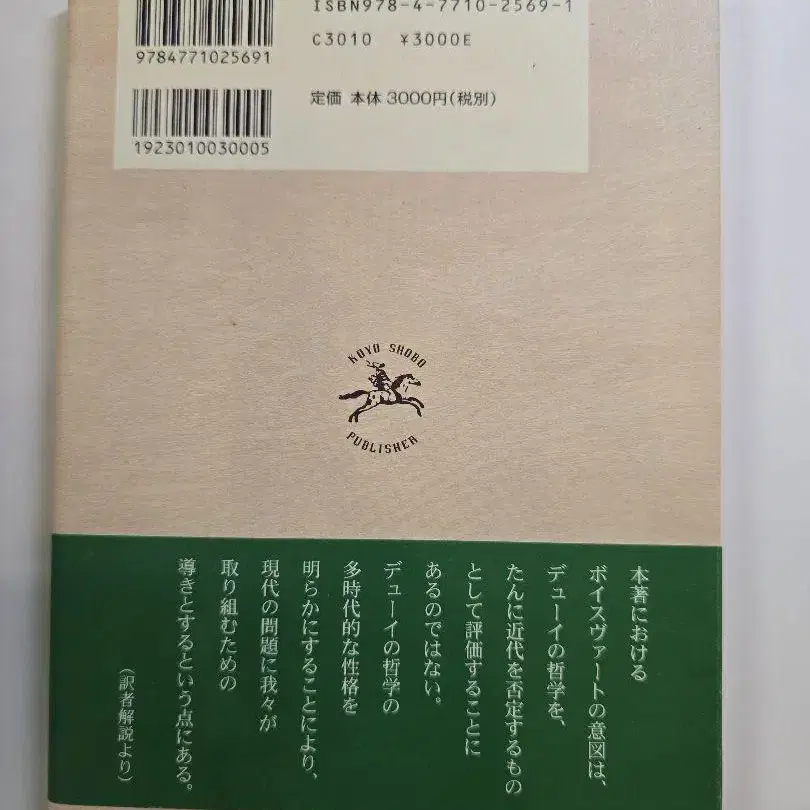 ISBN978-4-7710-2569-1
9784771025691
C3010 ¥3000E
定価 本体 3000円(税別)
1923010030005
KOYO SHOBO
PUBLISHER
本著における
ボイスヴァートの意図は、
デューイの哲学を、
たんに近代を否定するもの
として評価することに
あるのではない。
デューイの哲学の
多時代的な性格を
明らかにすることにより、
現代の問題に我々が
取り組むための
導きとするという点にある。
(訳者解説より)